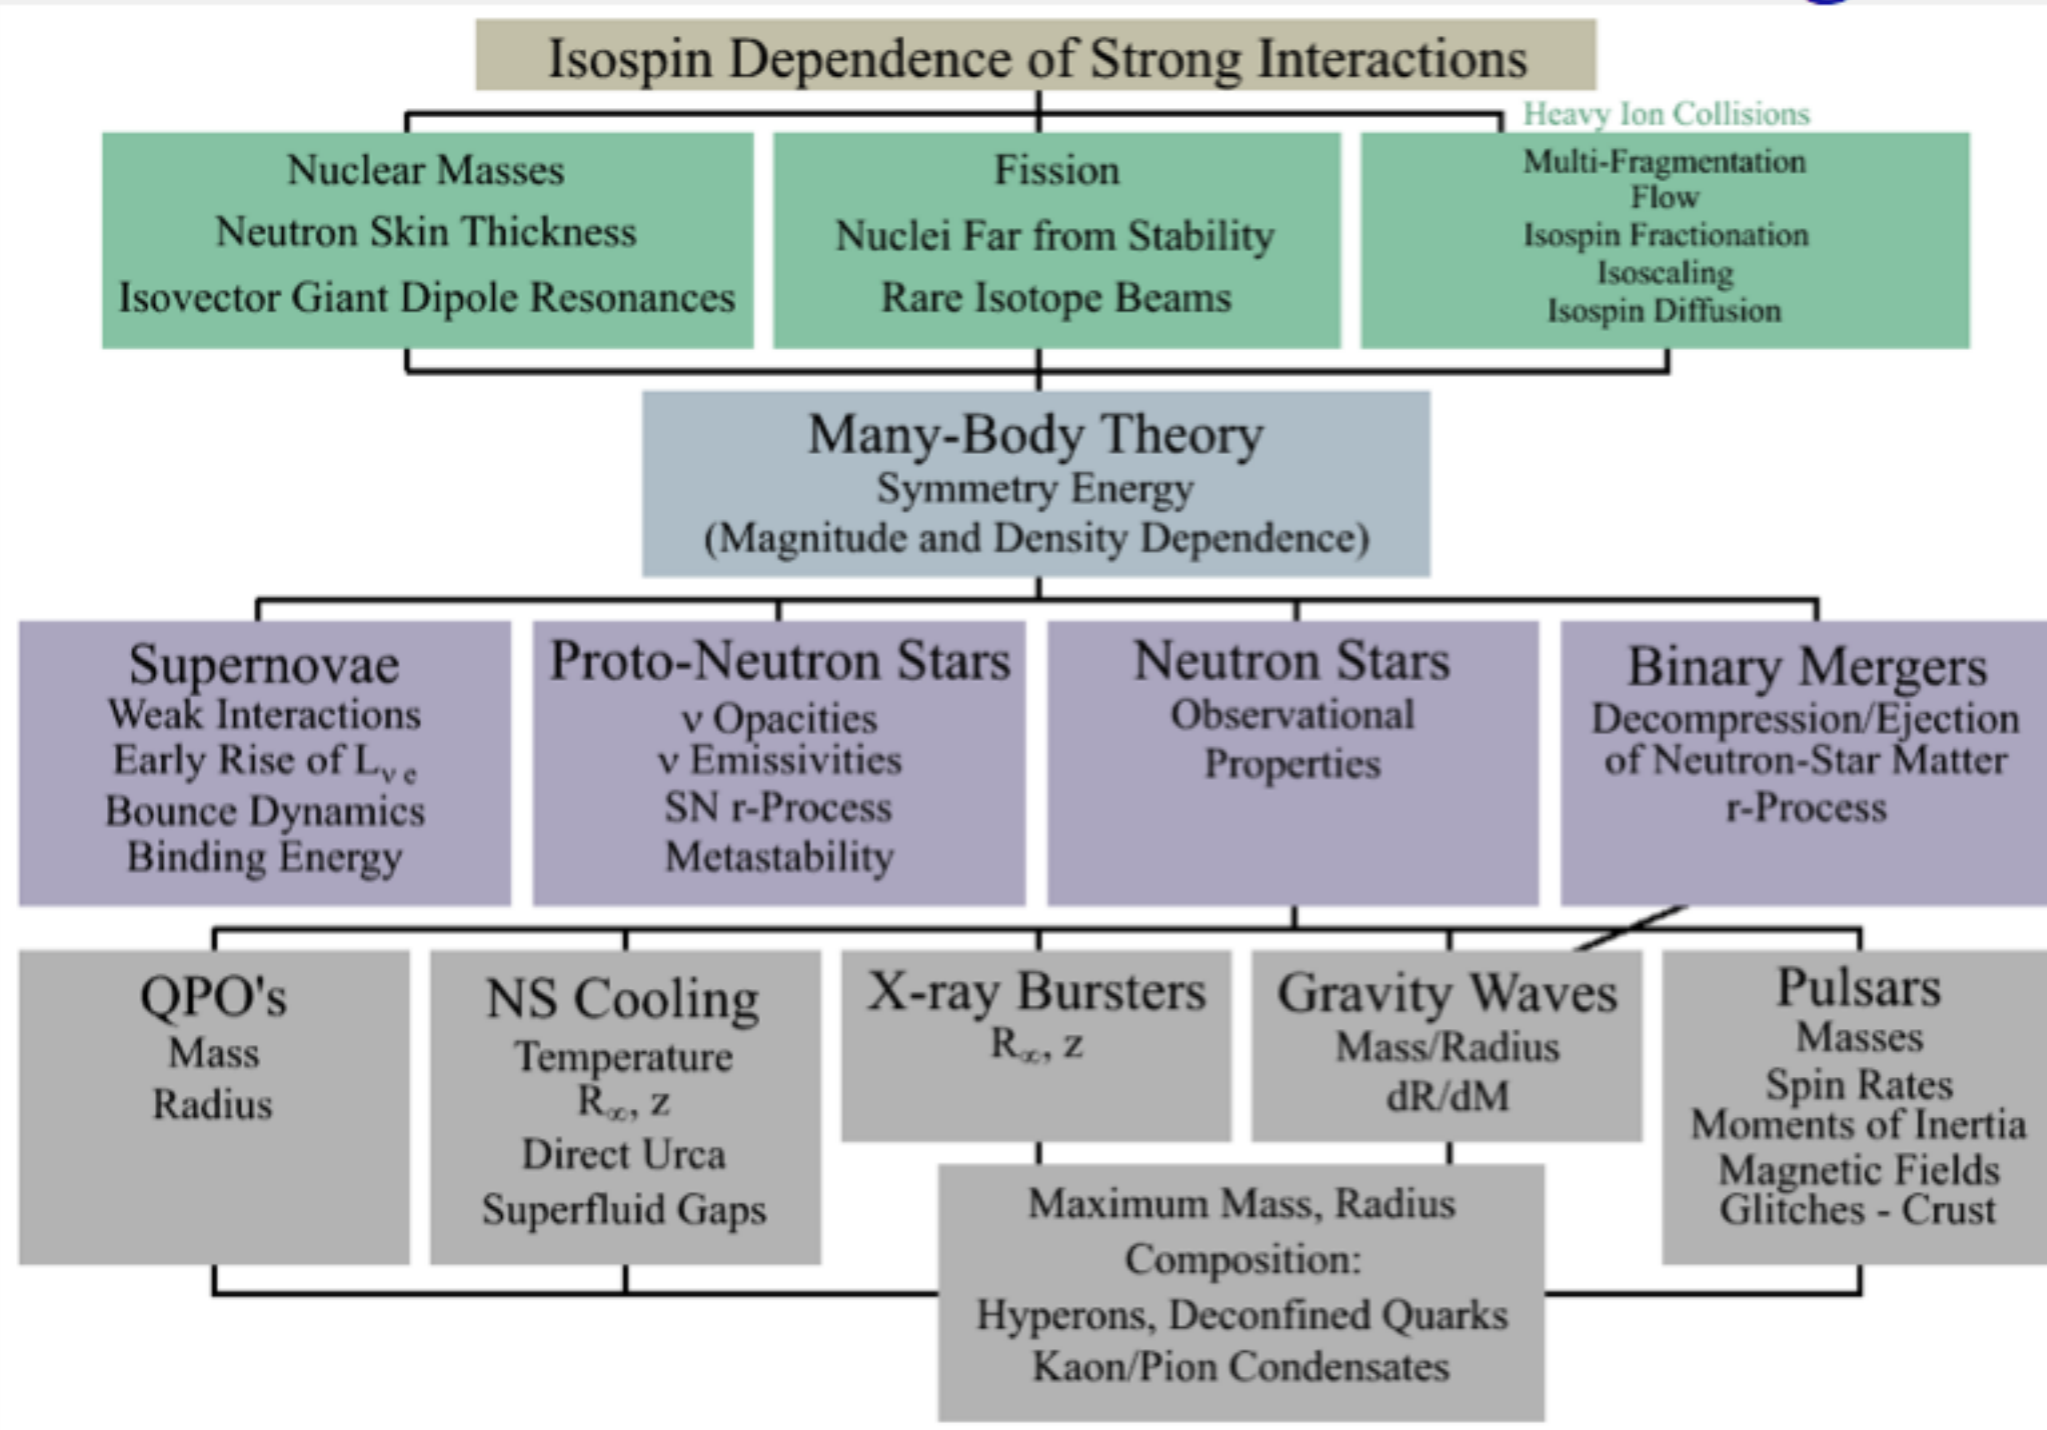 Isospin Dependence of Strong Interactions
Nuclear Masses
Neutron Skin Thickness
Isovector Giant Dipole Resonances
Fission
Nuclei Far from Stability
Rare Isotope Beams
Heavy Ion Collisions
Multi-Fragmentation
Flow
Isospin Fractionation
Isoscaling
Isospin Diffusion
Many-Body Theory
Symmetry Energy
(Magnitude and Density Dependence)
Supernovae
Weak Interactions
Early Rise of L_ν e
Bounce Dynamics
Binding Energy
Proto-Neutron Stars
ν Opacities
ν Emissivities
SN r-Process
Metastability
Neutron Stars
Observational
Properties
Binary Mergers
Decompression/Ejection
of Neutron-Star Matter
r-Process
QPO's
Mass
Radius
NS Cooling
Temperature
R∞, z
Direct Urca
Superfluid Gaps
X-ray Bursters
R∞, z
Gravity Waves
Mass/Radius
dR/dM
Pulsars
Masses
Spin Rates
Moments of Inertia
Magnetic Fields
Glitches - Crust
Maximum Mass, Radius
Composition:
Hyperons, Deconfined Quarks
Kaon/Pion Condensates